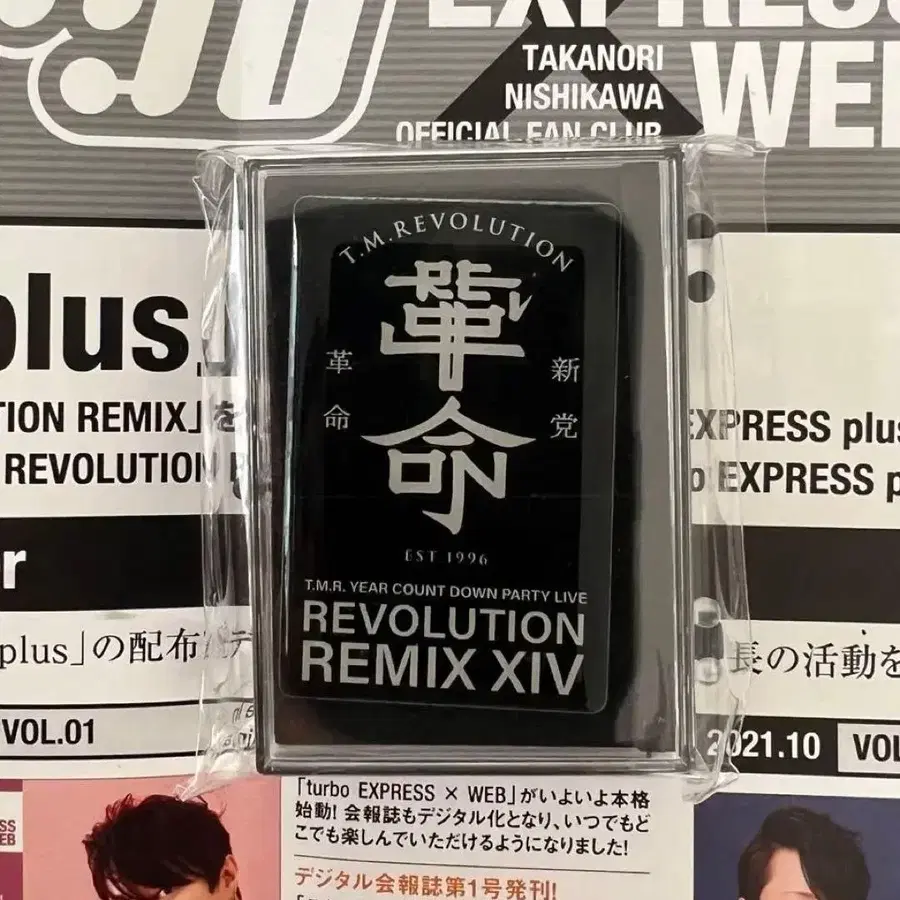 EXPRESS
TAKANORI
NISHIKAWA
OFFICIAL FAN CLUB
WEB
plus」
TION REMIX」を
REVOLUTION
EXPRESS plus
EXPRESS p
r
plus」の配布
長の活動を
VOL.01
2021.10
VOL
T.M.REVOLUTION
革命
革命
新党
EST 1996
T.M.R. YEAR COUNT DOWN PARTY LIVE
REVOLUTION
REMIX XIV
「turbo EXPRESS × WEB」がいよいよ本格
始動! 会報誌もデジタル化となり、いつでもど
こでも楽しんでいただけるようになりました!
デジタル会報誌第1号発刊!